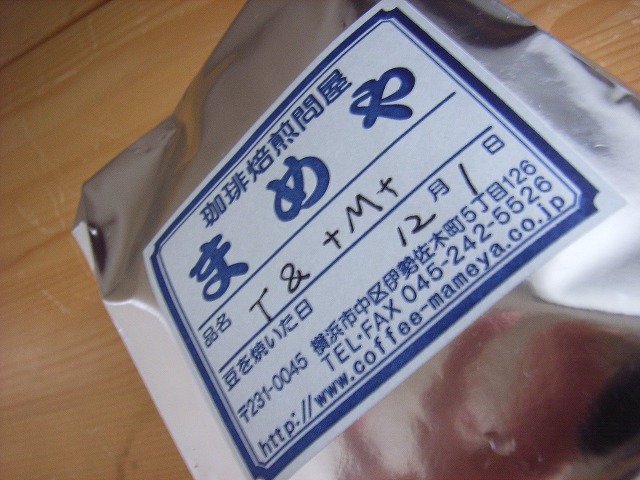 珈琲焙煎問屋
まめや
品名
豆を焼いた日 12月1日
〒231-0045 横浜市中区伊勢佐木町5丁目126
TEL・FAX 045-242-5526
http://www.coffee-mameya.co.jp